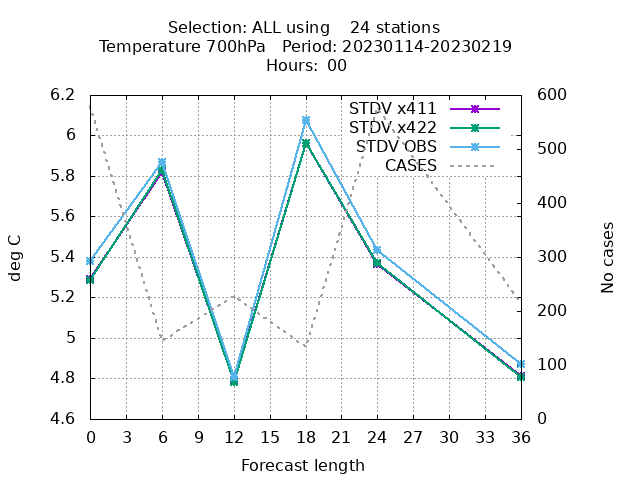 Selection: ALL using    24 stations
Temperature 700hPa   Period: 20230114-20230219
Hours: 00
6.2
6
5.8
5.6
5.4
5.2
5
4.8
4.6
deg C
STDV x411
STDV x422
STDV OBS
CASES
600
500
400
300
200
100
0
No cases
0 3 6 9 12 15 18 21 24 27 30 33 36
Forecast length